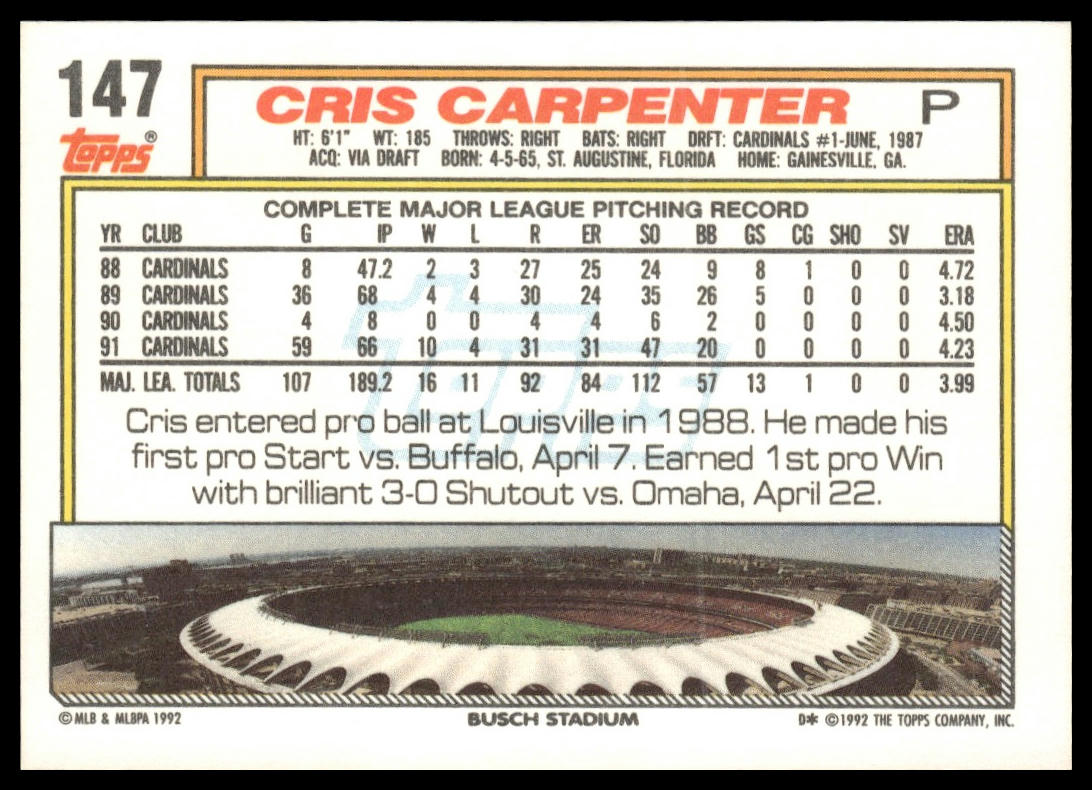 147
Topps®
CRIS CARPENTER P
HT: 6'1" WT: 185 THROWS: RIGHT BATS: RIGHT DRFT: CARDINALS #1-JUNE, 1987
ACQ: VIA DRAFT BORN: 4-5-65, ST. AUGUSTINE, FLORIDA HOME: GAINESVILLE, GA.
COMPLETE MAJOR LEAGUE PITCHING RECORD
YR CLUB G IP W L R ER SO BB GS CG SHO SV ERA
88 CARDINALS 8 47.2 2 3 27 25 24 9 8 1 0 0 4.72
89 CARDINALS 36 68 4 4 30 24 35 26 5 0 0 0 3.18
90 CARDINALS 4 8 0 0 4 4 6 2 0 0 0 0 4.50
91 CARDINALS 59 66 10 4 31 31 47 20 0 0 0 0 4.23
MAJ. LEA. TOTALS 107 189.2 16 11 92 84 112 57 13 1 0 0 3.99
Topps
Cris entered pro ball at Louisville in 1988. He made his
first pro Start vs. Buffalo, April 7. Earned 1st pro Win
with brilliant 3-0 Shutout vs. Omaha, April 22.
©MLB & MLBPA 1992 BUSCH STADIUM D* ©1992 THE TOPPS COMPANY, INC.